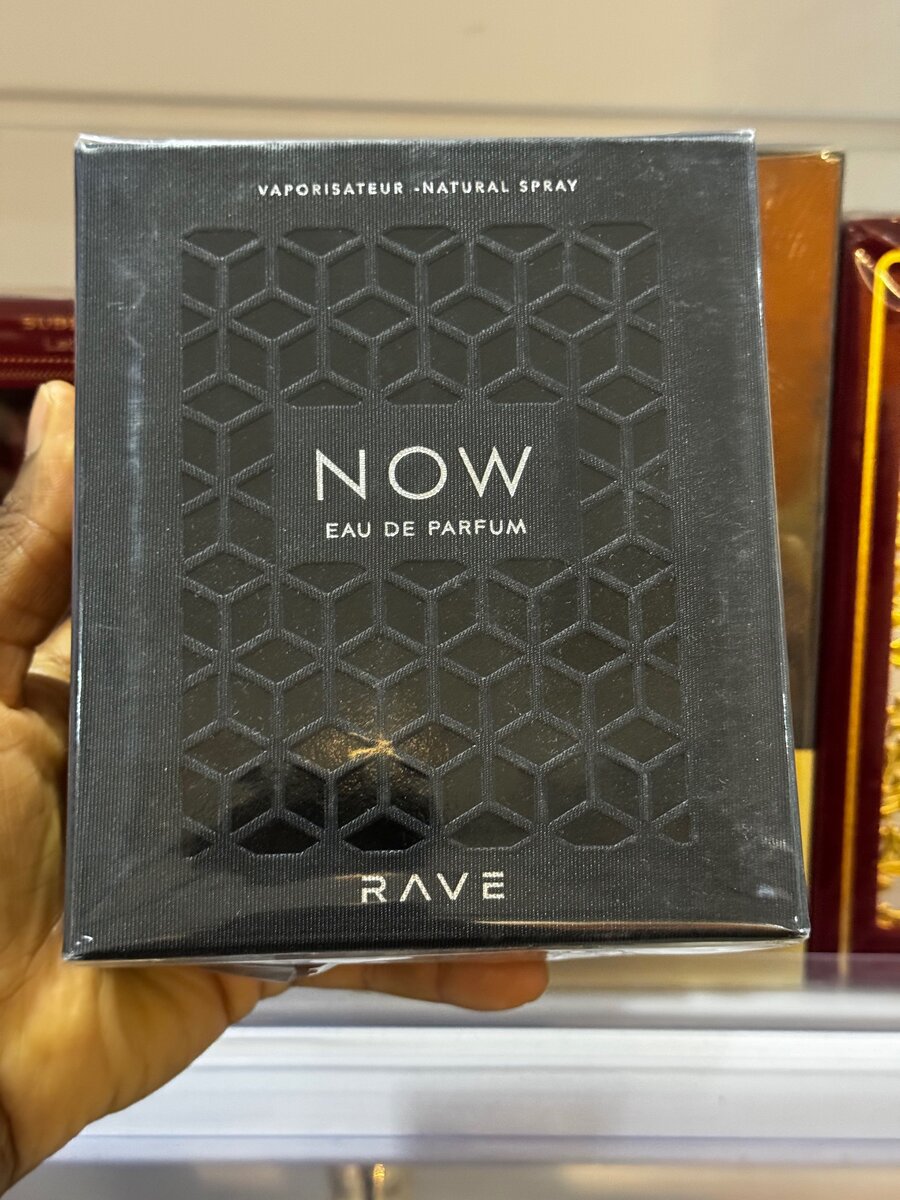 VAPORISATEUR -NATURAL SPRAY
NOW
EAU DE PARFUM
RAVE